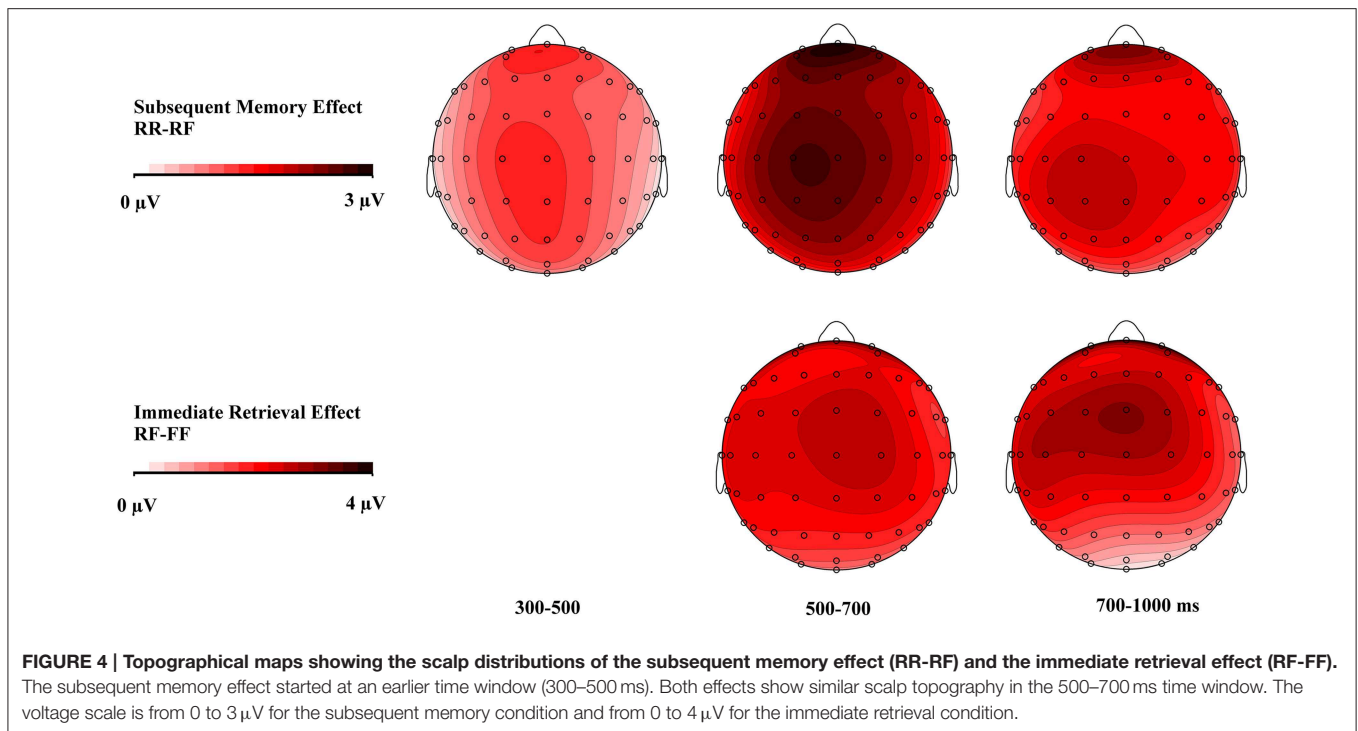 Subsequent Memory Effect
RR-RF
0 μV 3 μV
Immediate Retrieval Effect
RF-FF
0 μV 4 μV
300-500 500-700 700-1000 ms
FIGURE 4 | Topographical maps showing the scalp distributions of the subsequent memory effect (RR-RF) and the immediate retrieval effect (RF-FF).
The subsequent memory effect started at an earlier time window (300–500 ms). Both effects show similar scalp topography in the 500–700 ms time window. The
voltage scale is from 0 to 3 μV for the subsequent memory condition and from 0 to 4 μV for the immediate retrieval condition.